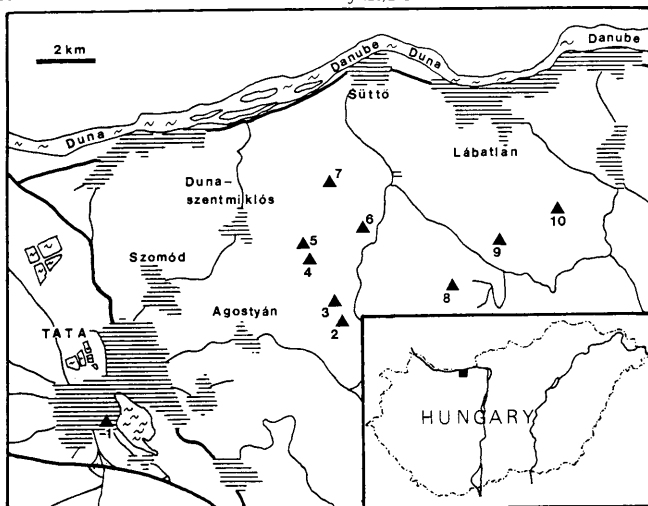 2 km
Danube
Duna
Danube
Duna
Süttő
Lábatlan
Duna–
szentmiklós
7
6
10
5
4
9
Szomód
8
3
Agostyán
2
TATA
1
HUNGARY